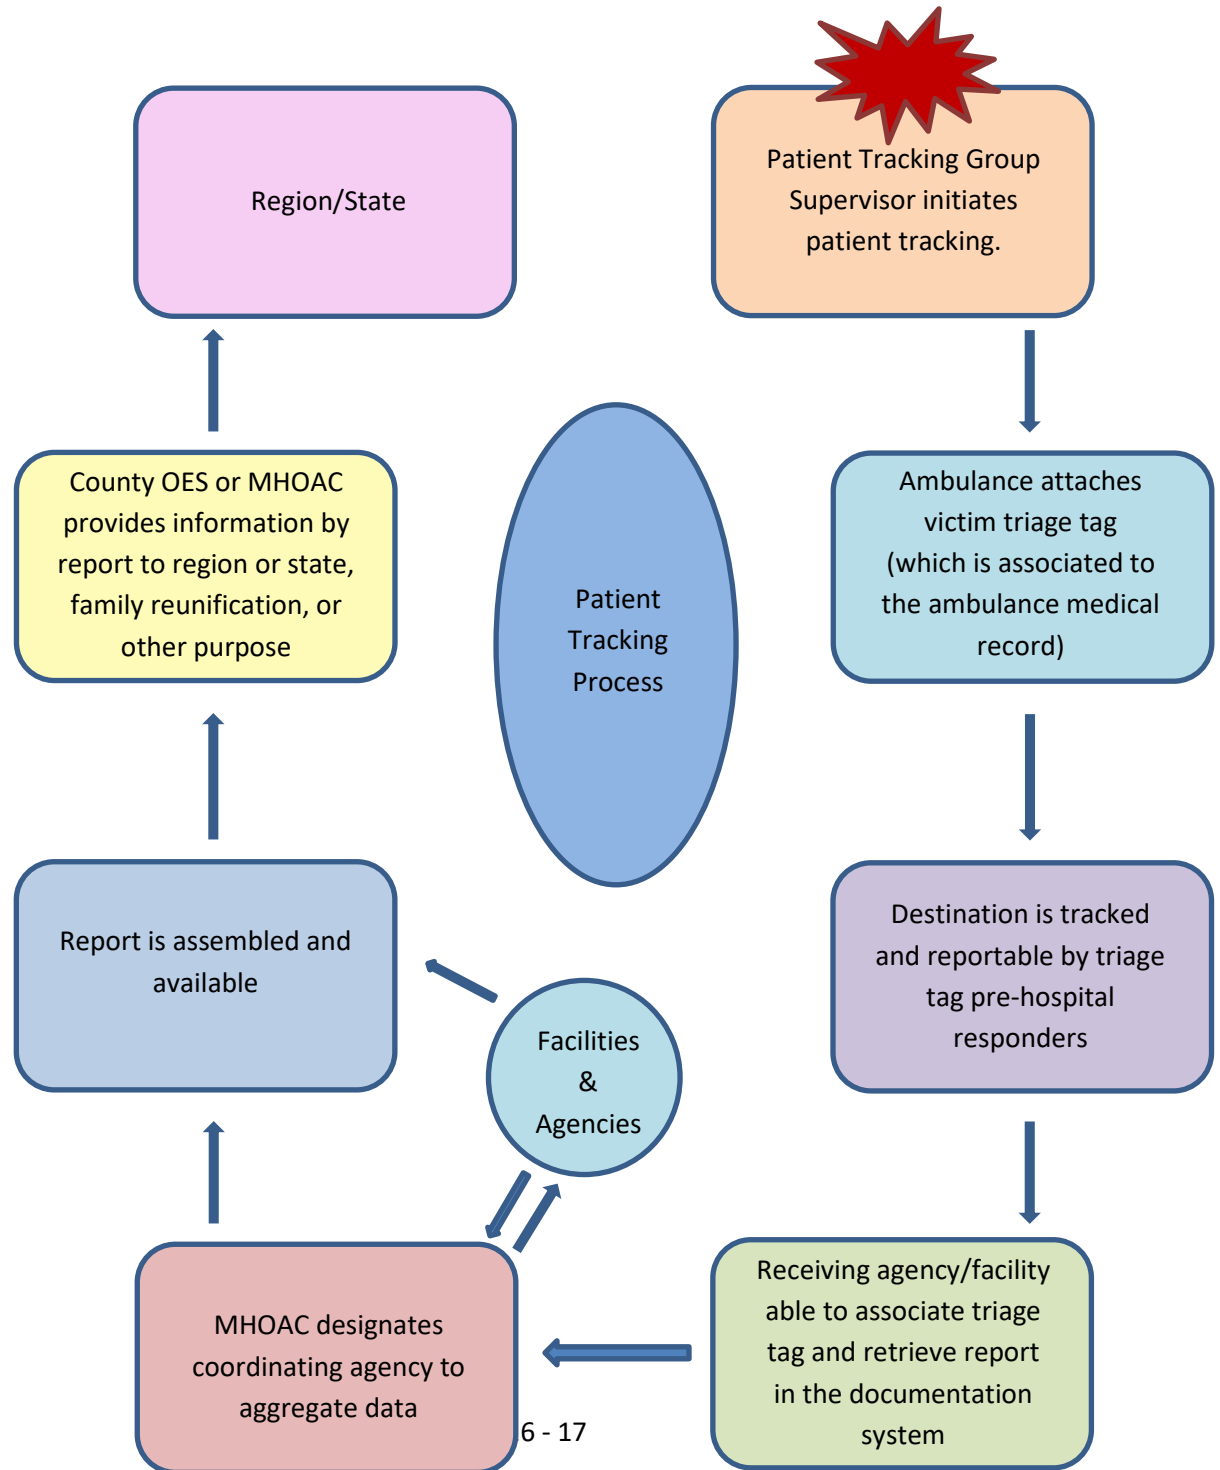 Region/State
Patient Tracking Group
Supervisor initiates
patient tracking.
County OES or MHOAC
provides information by
report to region or state,
family reunification, or
other purpose
Patient
Tracking
Process
Ambulance attaches
victim triage tag
(which is associated to
the ambulance medical
record)
Report is assembled and
available
Facilities
&
Agencies
Destination is tracked
and reportable by triage
tag pre-hospital
responders
MHOAC designates
coordinating agency to
aggregate data
Receiving agency/facility
able to associate triage
tag and retrieve report
in the documentation
system
6 - 17